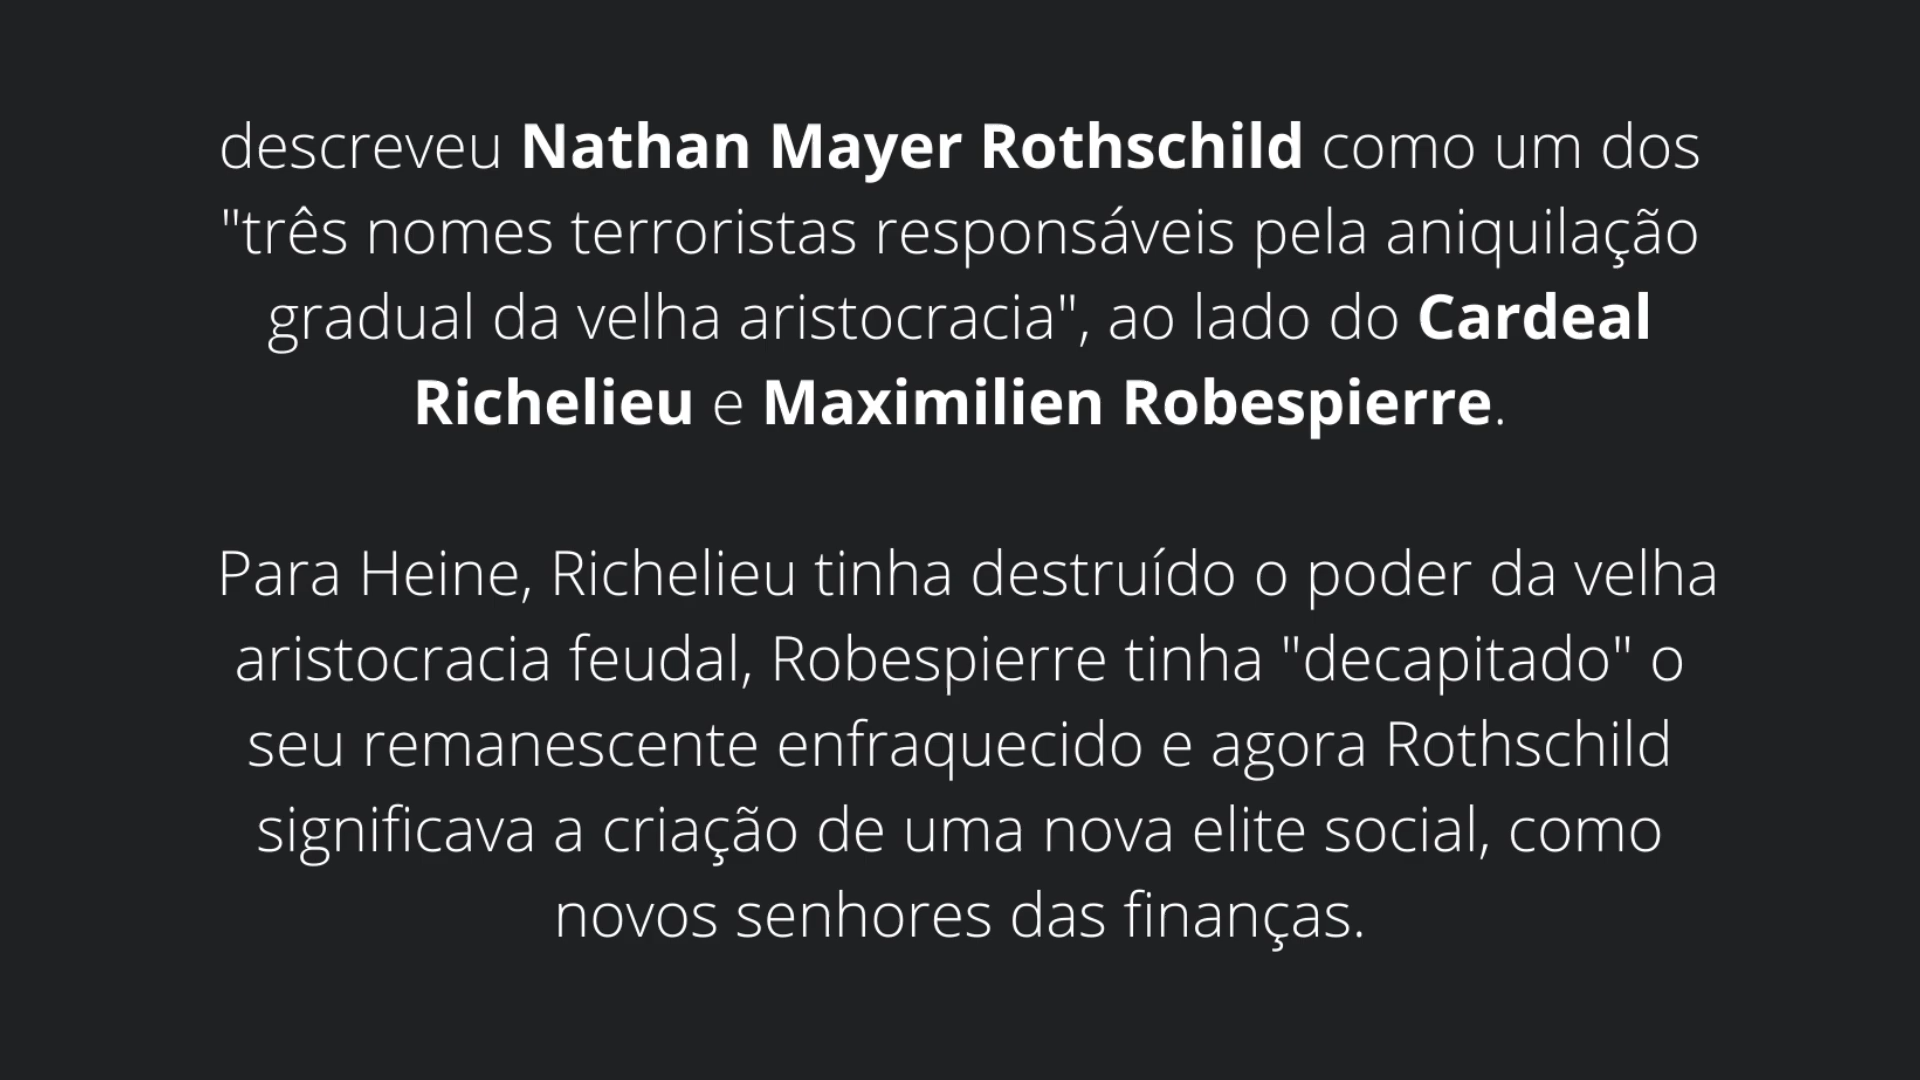 descreveu Nathan Mayer Rothschild como um dos
"três nomes terroristas responsáveis pela aniquilação
gradual da velha aristocracia", ao lado do Cardeal
Richelieu e Maximilien Robespierre.
Para Heine, Richelieu tinha destruído o poder da velha
aristocracia feudal, Robespierre tinha "decapitado" o
seu remanescente enfraquecido e agora Rothschild
significava a criação de uma nova elite social, como
novos senhores das finanças.